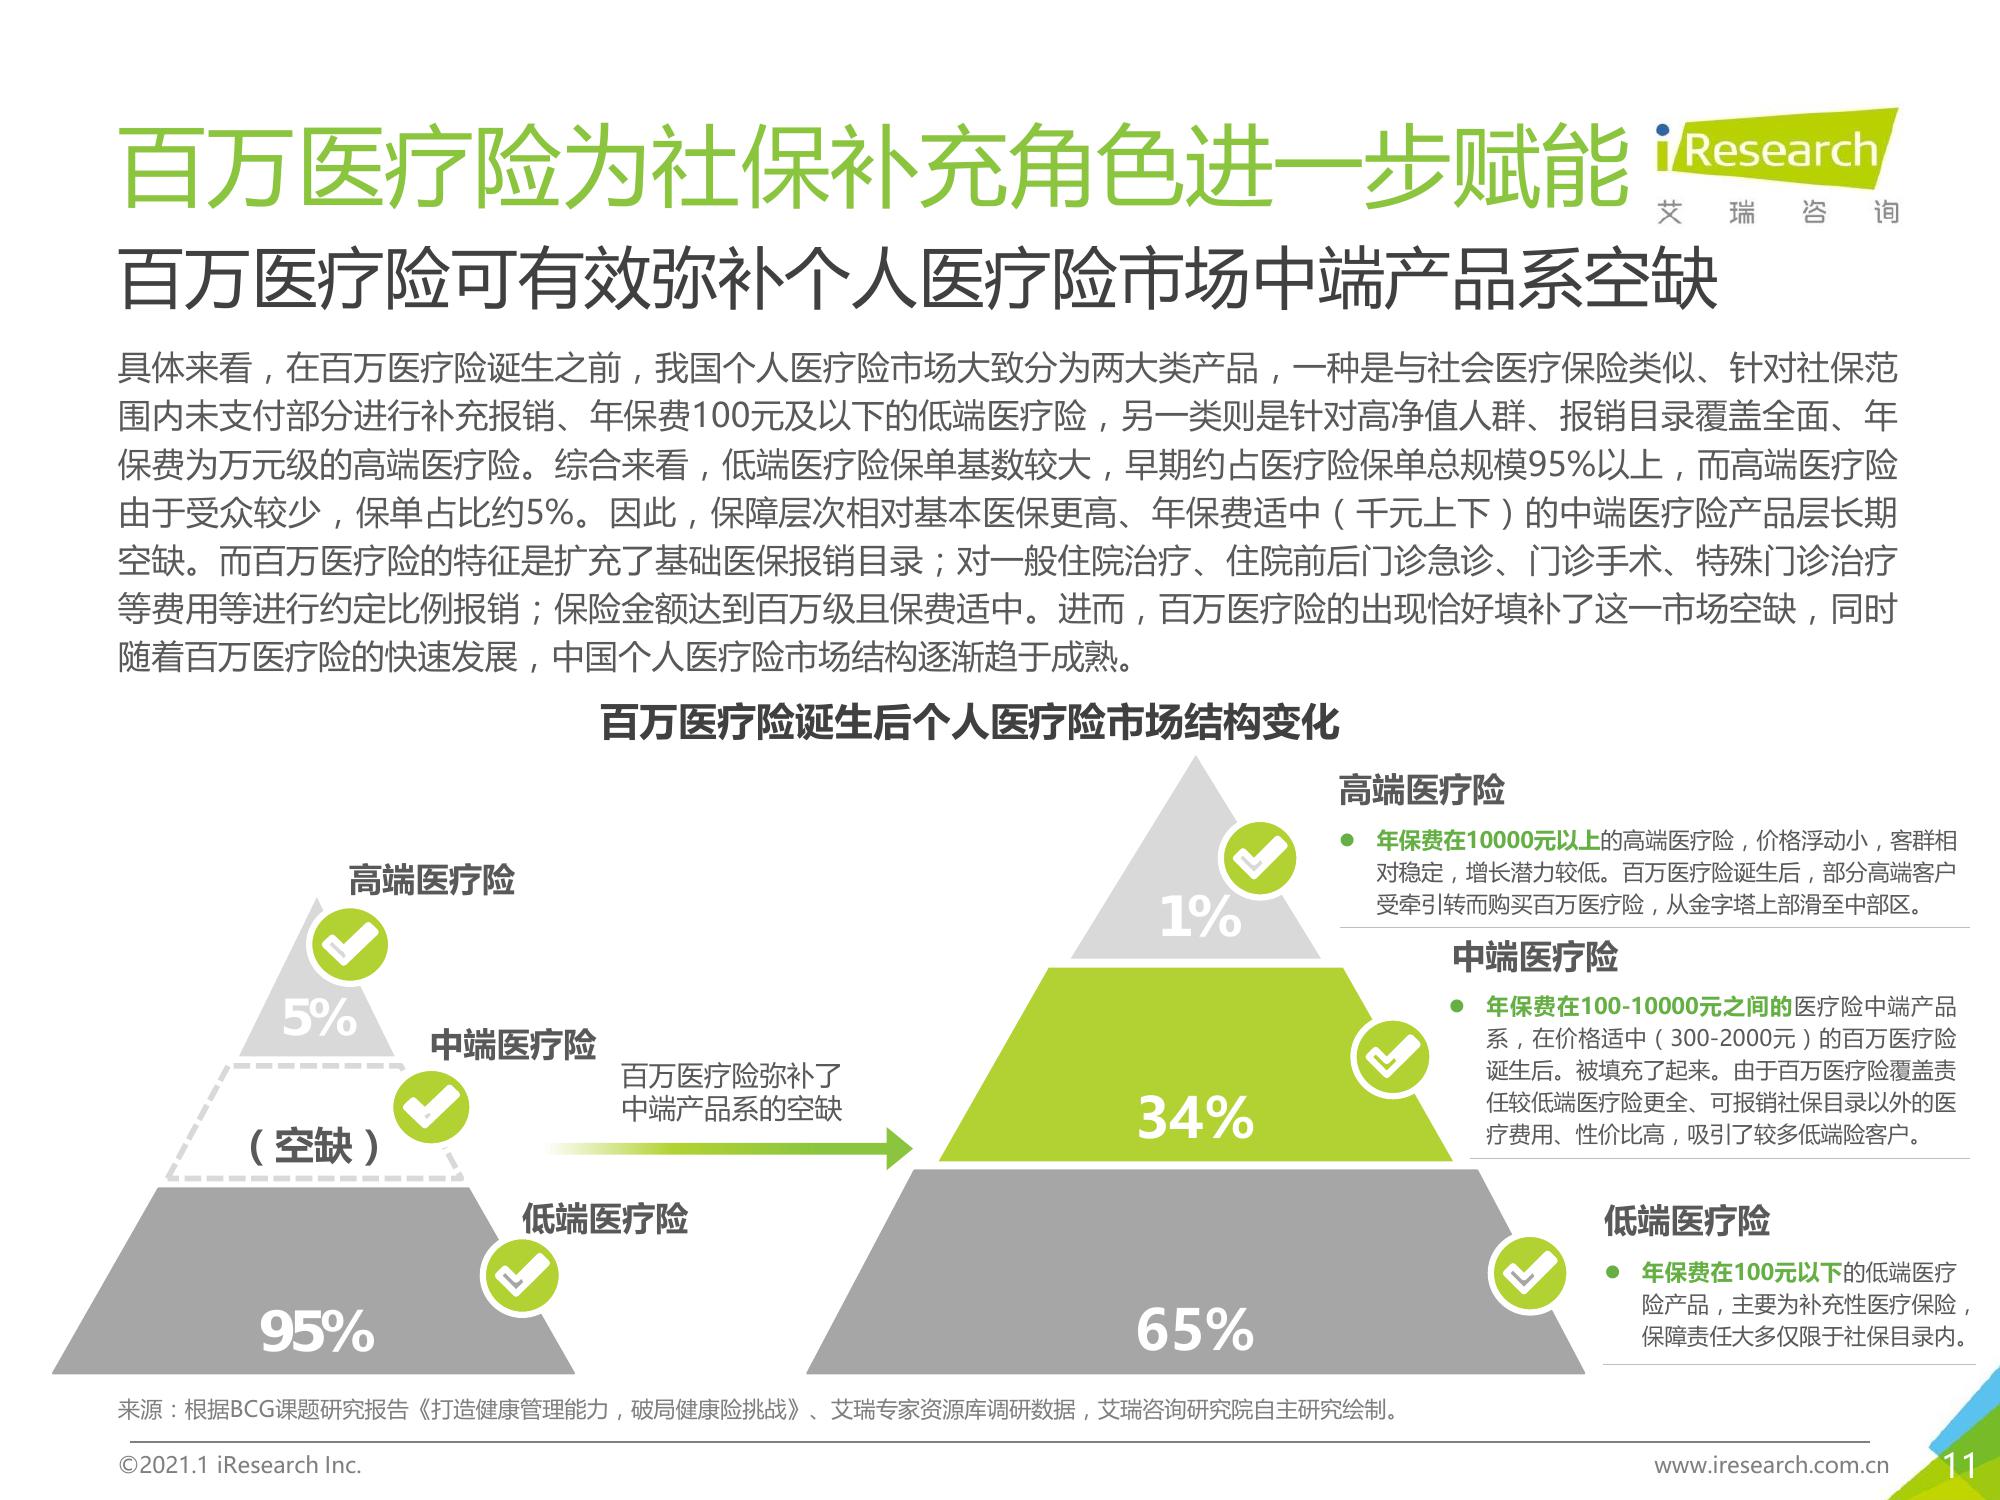 百万医疗险为社保补充角色进一步赋能
iResearch
艾瑞咨询
百万医疗险可有效弥补个人医疗险市场中端产品系空缺
具体来看，在百万医疗险诞生之前，我国个人医疗险市场大致分为两大类产品，一种是与社会医疗保险类似、针对社保范
围内未支付部分进行补充报销、年保费100元及以下的低端医疗险，另一类则是针对高净值人群、报销目录覆盖全面、年
保费为万元级的高端医疗险。综合来看，低端医疗险保单基数较大，早期约占医疗险保单总规模95%以上，而高端医疗险
由于受众较少，保单占比约5%。因此，保障层次相对基本医保更高、年保费适中（千元上下）的中端医疗险产品层长期
空缺。而百万医疗险的特征是扩充了基础医保报销目录；对一般住院治疗、住院前后门诊急诊、门诊手术、特殊门诊治疗
等费用等进行约定比例报销；保险金额达到百万级且保费适中。进而，百万医疗险的出现恰好填补了这一市场空缺，同时
随着百万医疗险的快速发展，中国个人医疗险市场结构逐渐趋于成熟。
百万医疗险诞生后个人医疗险市场结构变化
高端医疗险
5%
中端医疗险
（空缺）
低端医疗险
95%
百万医疗险弥补了
中端产品系的空缺
1%
34%
65%
高端医疗险
● 年保费在10000元以上的高端医疗险，价格浮动小，客群相
对稳定，增长潜力较低。百万医疗险诞生后，部分高端客户
受牵引转而购买百万医疗险，从金字塔上部滑至中部区。
中端医疗险
● 年保费在100-10000元之间的医疗险中端产品
系，在价格适中（300-2000元）的百万医疗险
诞生后。被填充了起来。由于百万医疗险覆盖责
任较低端医疗险更全、可报销社保目录以外的医
疗费用、性价比高，吸引了较多低端险客户。
低端医疗险
● 年保费在100元以下的低端医疗
险产品，主要为补充性医疗保险，
保障责任大多仅限于社保目录内。
来源：根据BCG课题研究报告《打造健康管理能力，破局健康险挑战》、艾瑞专家资源库调研数据，艾瑞咨询研究院自主研究绘制。
©2021.1 iResearch Inc.
www.iresearch.com.cn
11